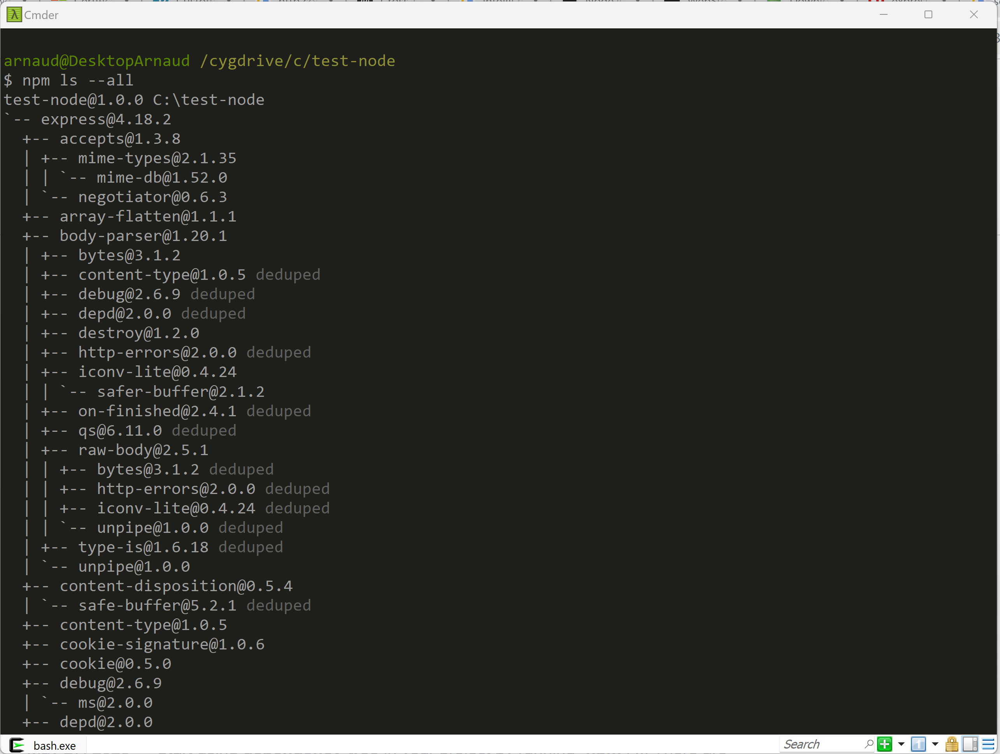 Cmder
arnaud@DesktopArnaud /cygdrive/c/test-node
$ npm ls --all
test-node@1.0.0 C:\test-node
`-- express@4.18.2
  +-- accepts@1.3.8
  | +-- mime-types@2.1.35
  | | `-- mime-db@1.52.0
  | `-- negotiator@0.6.3
  +-- array-flatten@1.1.1
  +-- body-parser@1.20.1
  | +-- bytes@3.1.2
  | +-- content-type@1.0.5 deduped
  | +-- debug@2.6.9 deduped
  | +-- depd@2.0.0 deduped
  | +-- destroy@1.2.0
  | +-- http-errors@2.0.0 deduped
  | +-- iconv-lite@0.4.24
  | | `-- safer-buffer@2.1.2
  | +-- on-finished@2.4.1 deduped
  | +-- qs@6.11.0 deduped
  | +-- raw-body@2.5.1
  | | +-- bytes@3.1.2 deduped
  | | +-- http-errors@2.0.0 deduped
  | | +-- iconv-lite@0.4.24 deduped
  | | `-- unpipe@1.0.0 deduped
  | +-- type-is@1.6.18 deduped
  | `-- unpipe@1.0.0
  +-- content-disposition@0.5.4
  | `-- safe-buffer@5.2.1 deduped
  +-- content-type@1.0.5
  +-- cookie-signature@1.0.6
  +-- cookie@0.5.0
  +-- debug@2.6.9
  | `-- ms@2.0.0
  +-- depd@2.0.0
bash.exe
Search
1